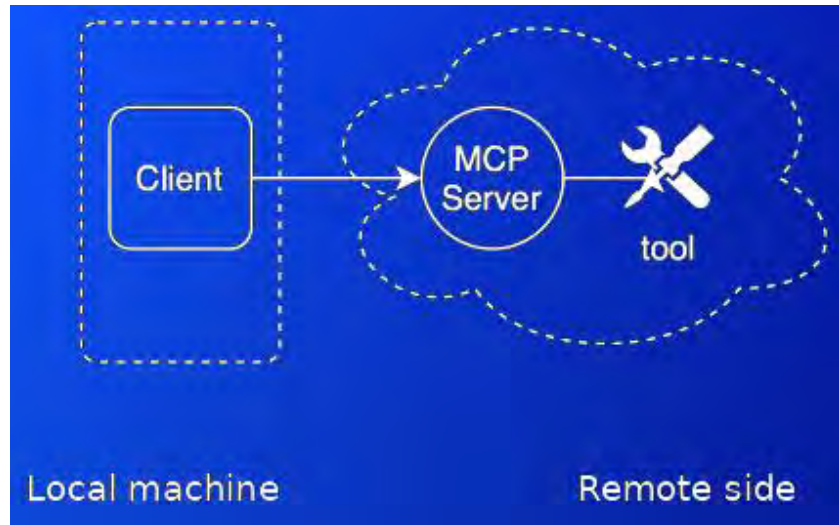 Client
MCP
Server
tool
Local machine
Remote side